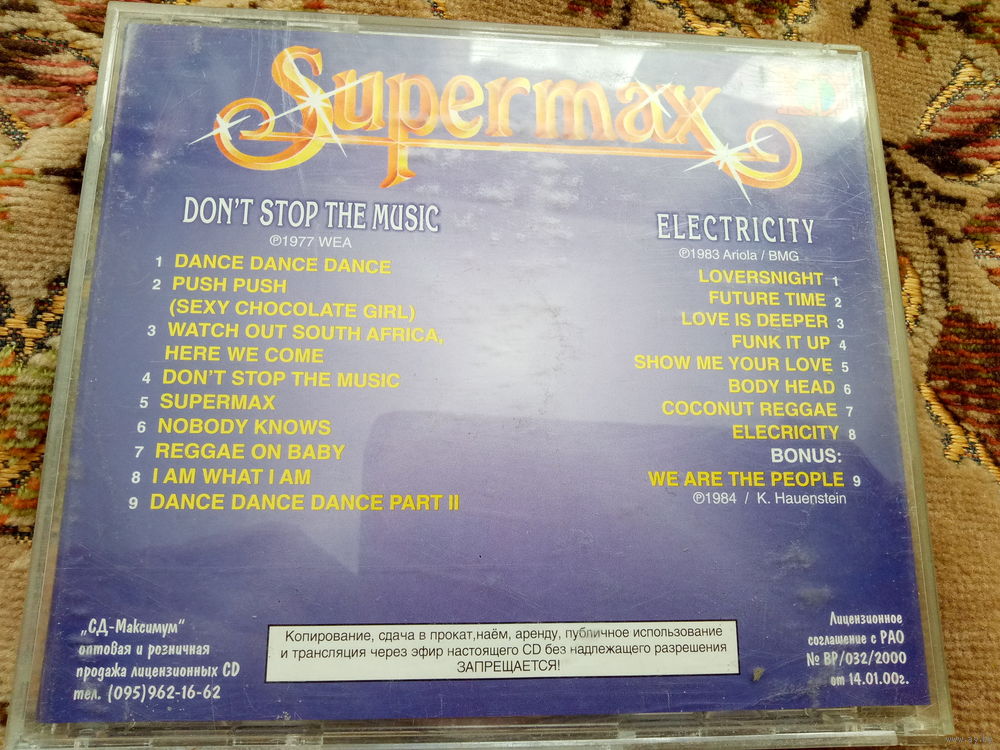 Supermax
DON'T STOP THE MUSIC
℗1977 WEA
1 DANCE DANCE DANCE
2 PUSH PUSH
(SEXY CHOCOLATE GIRL)
3 WATCH OUT SOUTH AFRICA,
HERE WE COME
4 DON'T STOP THE MUSIC
5 SUPERMAX
6 NOBODY KNOWS
7 REGGAE ON BABY
8 I AM WHAT I AM
9 DANCE DANCE DANCE PART II
ELECTRICITY
℗1983 Ariola / BMG
LOVERSNIGHT 1
FUTURE TIME 2
LOVE IS DEEPER 3
FUNK IT UP 4
SHOW ME YOUR LOVE 5
BODY HEAD 6
COCONUT REGGAE 7
ELECRICITY 8
BONUS:
WE ARE THE PEOPLE 9
℗1984 / K. Hauenstein
„СД-Максимум"
оптовая и розничная
продажа лицензионных CD
тел. (095)962-16-62
Копирование, сдача в прокат,наём, аренду, публичное использование
и трансляция через эфир настоящего CD без надлежащего разрешения
ЗАПРЕЩАЕТСЯ!
Лицензионное
соглашение с РАО
№ ВР/032/2000
от 14.01.00г.